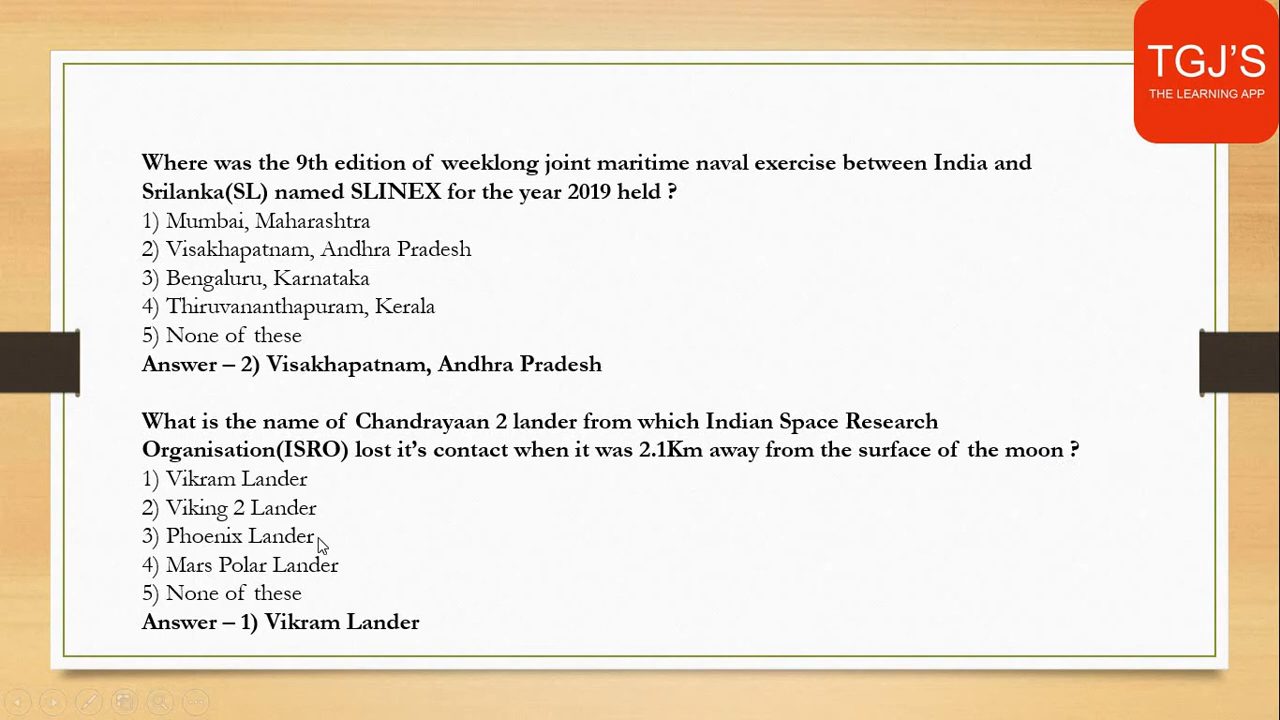 TGJ'S
THE LEARNING APP
Where was the 9th edition of weeklong joint maritime naval exercise between India and
Srilanka(SL) named SLINEX for the year 2019 held ?
1) Mumbai, Maharashtra
2) Visakhapatnam, Andhra Pradesh
3) Bengaluru, Karnataka
4) Thiruvananthapuram, Kerala
5) None of these
Answer – 2) Visakhapatnam, Andhra Pradesh
What is the name of Chandrayaan 2 lander from which Indian Space Research
Organisation(ISRO) lost it's contact when it was 2.1Km away from the surface of the moon ?
1) Vikram Lander
2) Viking 2 Lander
3) Phoenix Lander
4) Mars Polar Lander
5) None of these
Answer – 1) Vikram Lander